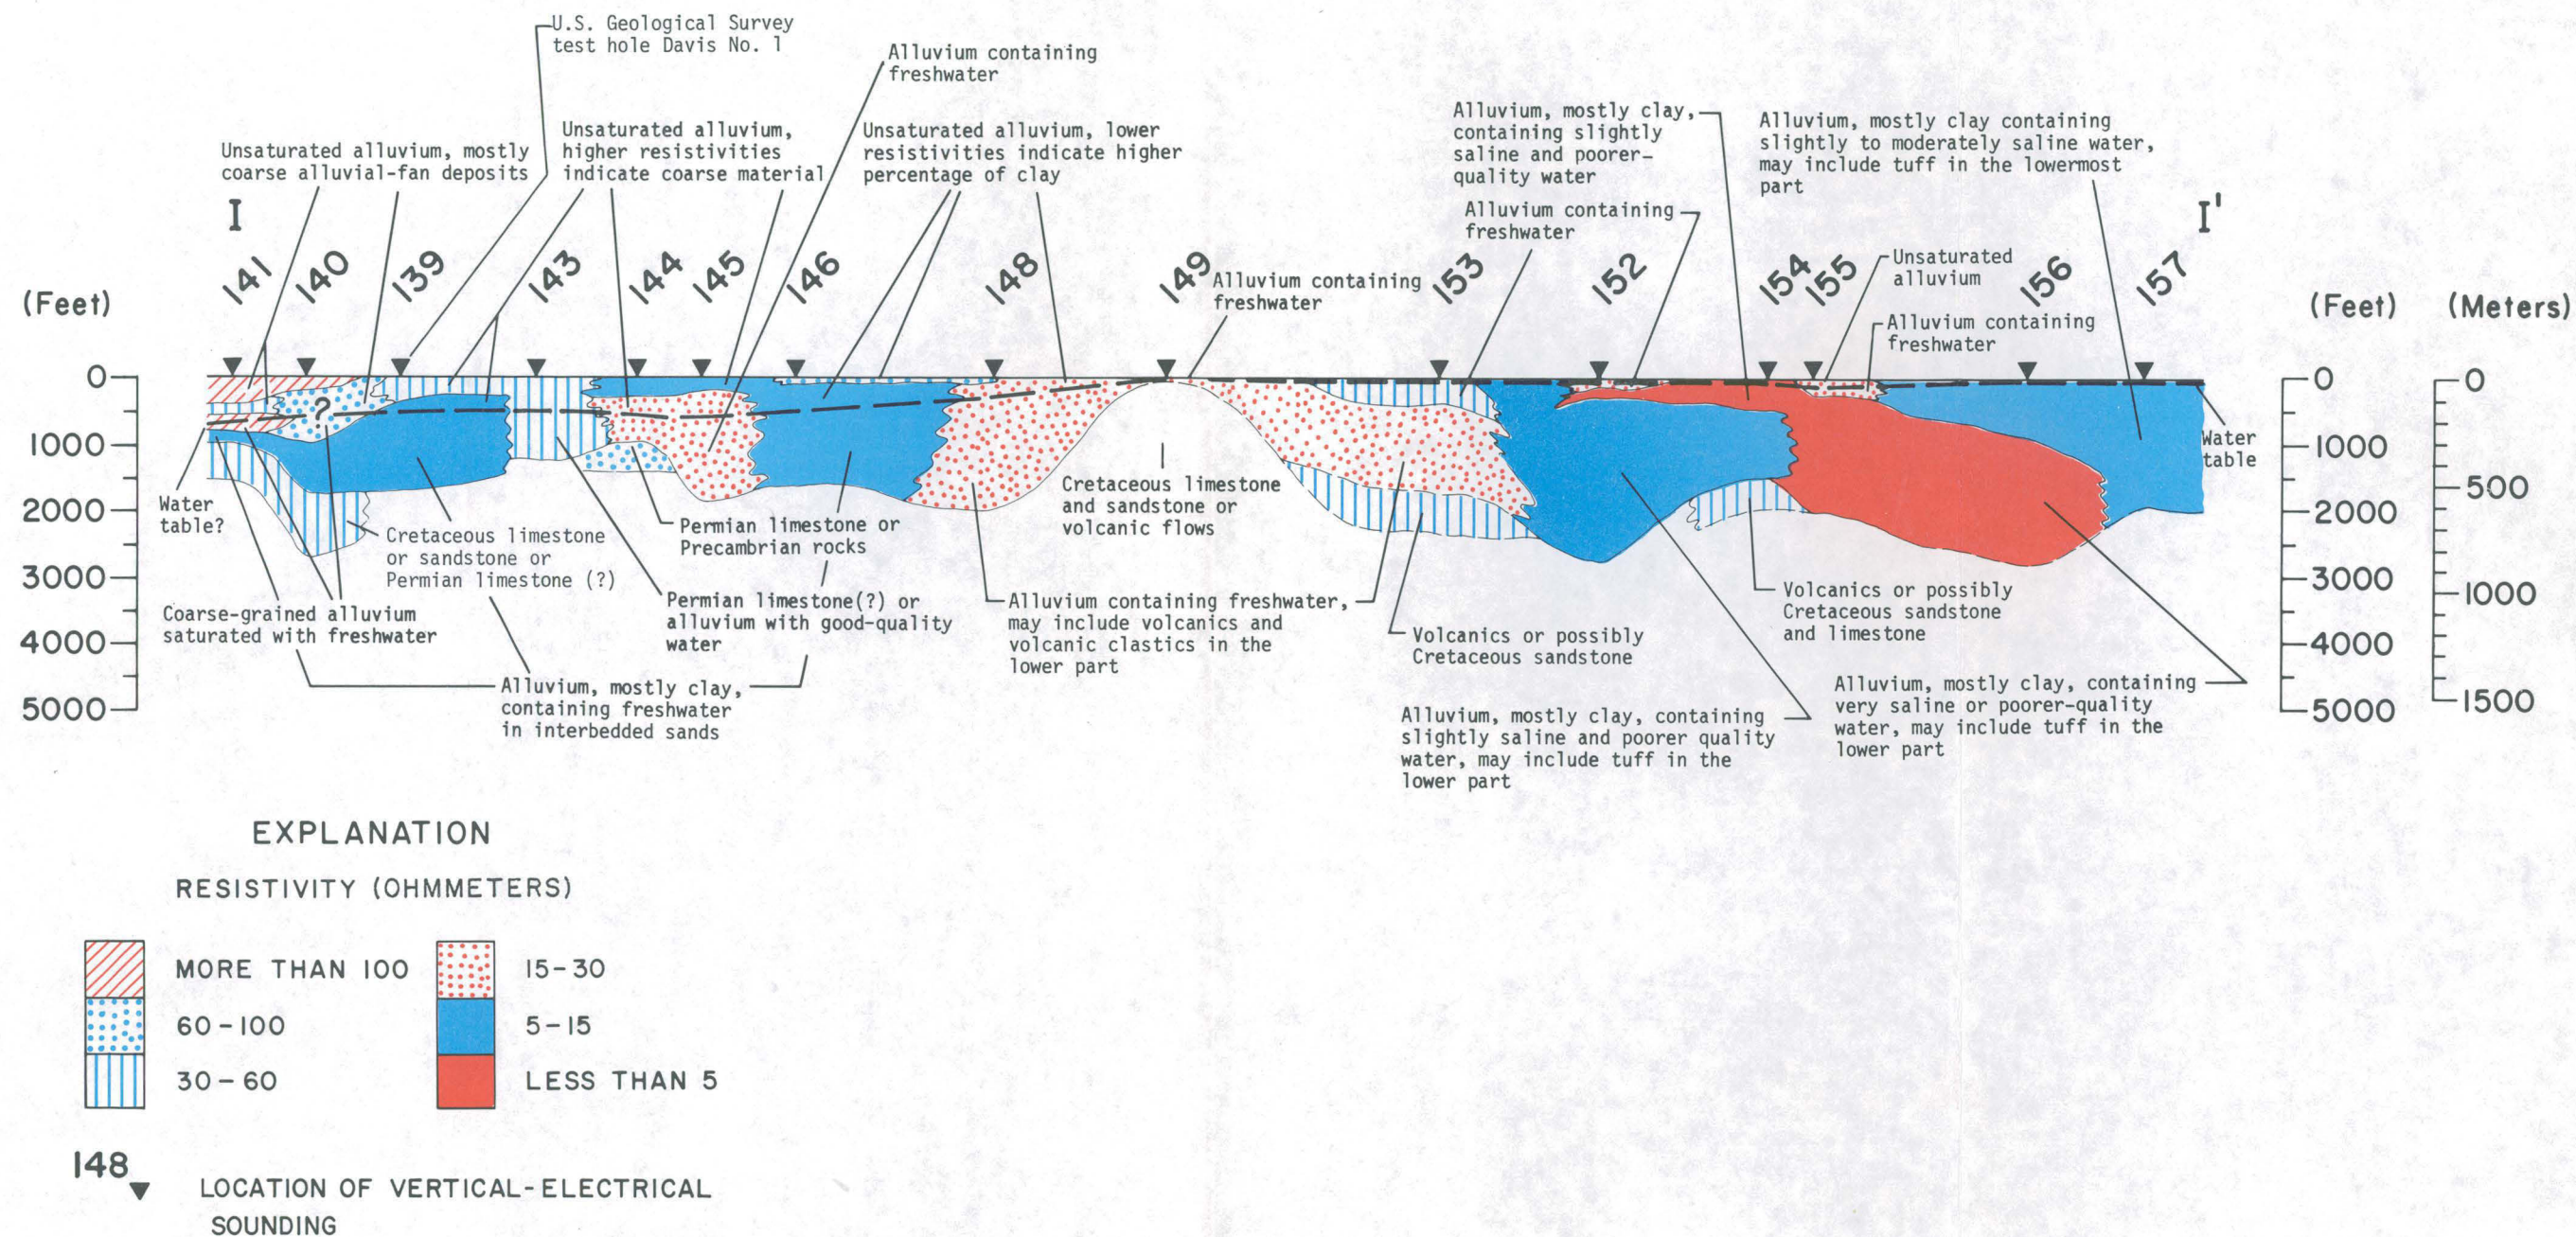 U.S. Geological Survey
test hole Davis No. 1
Alluvium containing
freshwater
Unsaturated alluvium, mostly
coarse alluvial-fan deposits
Unsaturated alluvium,
higher resistivities
indicate coarse material
Unsaturated alluvium, lower
resistivities indicate higher
percentage of clay
Alluvium, mostly clay,
containing slightly
saline and poorer-
quality water
Alluvium, mostly clay containing
slightly to moderately saline water,
may include tuff in the lowermost
part
Alluvium containing
freshwater
I
I'
141
140
139
143
144
145
146
148
149
153
152
154
155
156
157
Alluvium containing
freshwater
Unsaturated
alluvium
Alluvium containing
freshwater
(Feet)
0
1000
2000
3000
4000
5000
(Feet)
0
1000
2000
3000
4000
5000
(Meters)
0
500
1000
1500
?
Water
table?
Water
table
Cretaceous limestone
or sandstone or
Permian limestone (?)
Coarse-grained alluvium
saturated with freshwater
Permian limestone or
Precambrian rocks
Permian limestone(?) or
alluvium with good-quality
water
Alluvium, mostly clay,
containing freshwater
in interbedded sands
Cretaceous limestone
and sandstone or
volcanic flows
Alluvium containing freshwater,
may include volcanics and
volcanic clastics in the
lower part
Volcanics or possibly
Cretaceous sandstone
Volcanics or possibly
Cretaceous sandstone
and limestone
Alluvium, mostly clay, containing
slightly saline and poorer quality
water, may include tuff in the
lower part
Alluvium, mostly clay, containing
very saline or poorer-quality
water, may include tuff in the
lower part
EXPLANATION
RESISTIVITY (OHMMETERS)
MORE THAN 100
60-100
30-60
15-30
5-15
LESS THAN 5
148
LOCATION OF VERTICAL-ELECTRICAL
SOUNDING